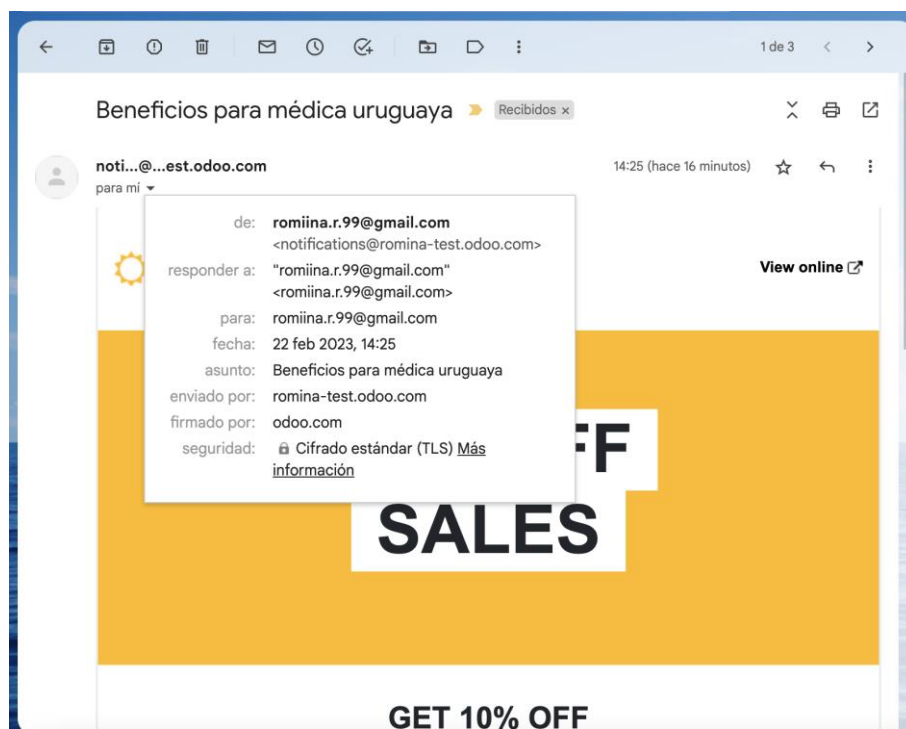 1 de 3
Beneficios para médica uruguaya
Recibidos ×
noti...@...est.odoo.com
14:25 (hace 16 minutos)
para mí
de: romiina.r.99@gmail.com
<notifications@romina-test.odoo.com>
responder a: "romiina.r.99@gmail.com"
<romiina.r.99@gmail.com>
para: romiina.r.99@gmail.com
fecha: 22 feb 2023, 14:25
asunto: Beneficios para médica uruguaya
enviado por: romina-test.odoo.com
firmado por: odoo.com
seguridad: Cifrado estándar (TLS) Más
información
View online
SALES
GET 10% OFF